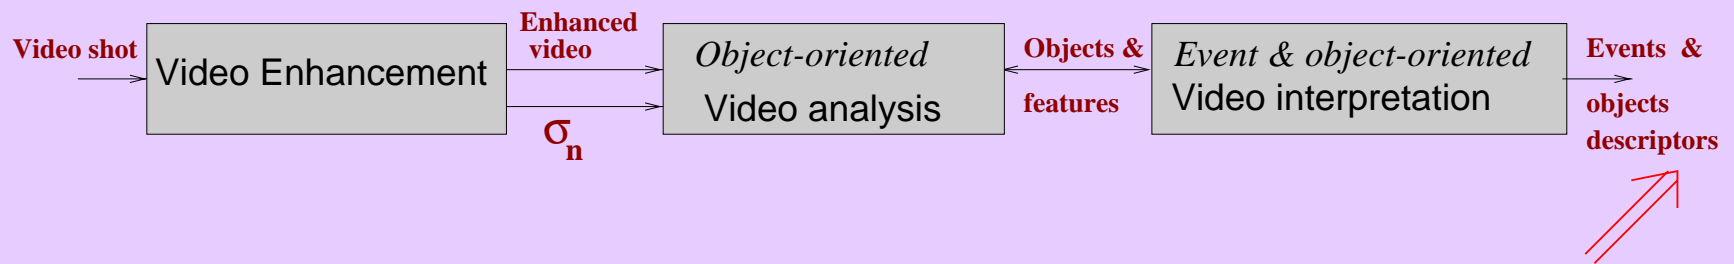 Video shot
Video Enhancement
Enhanced
video
σn
Object-oriented
Video analysis
Objects &
features
Event & object-oriented
Video interpretation
Events &
objects
descriptors